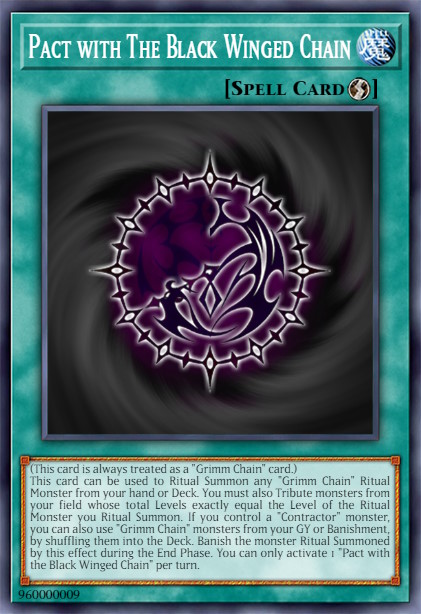 Pact with The Black Winged Chain
魔
[Spell Card]
(This card is always treated as a "Grimm Chain" card.)
This card can be used to Ritual Summon any "Grimm Chain" Ritual
Monster from your hand or Deck. You must also Tribute monsters from
your field whose total Levels exactly equal the Level of the Ritual
Monster you Ritual Summon. If you control a "Contractor" monster,
you can also use "Grimm Chain" monsters from your GY or Banishment,
by shuffling them into the Deck. Banish the monster Ritual Summoned
by this effect during the End Phase. You can only activate 1 "Pact with
the Black Winged Chain" per turn.
960000009